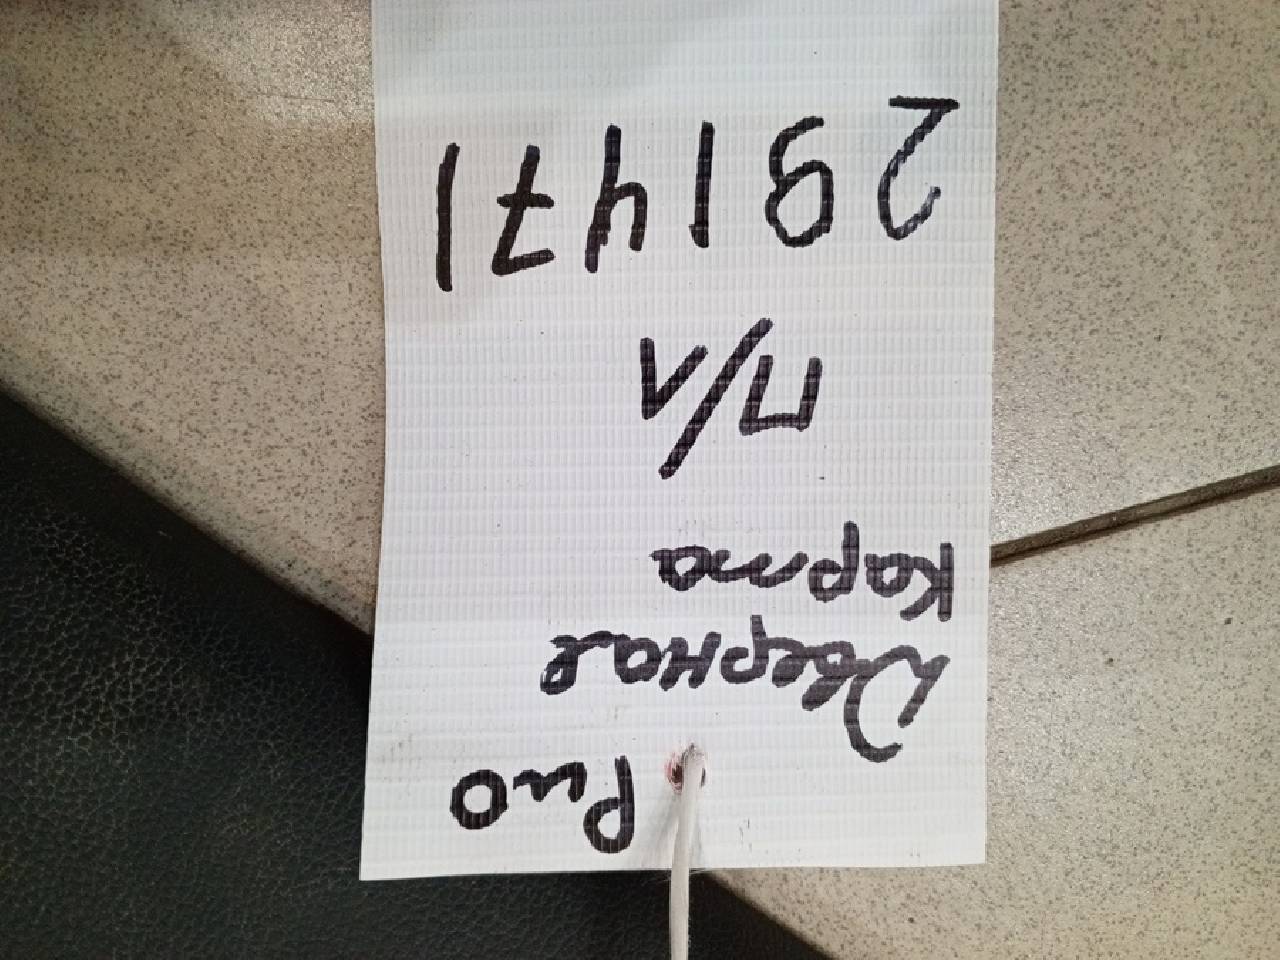 Рио
Дверная
карта
п/л
291471